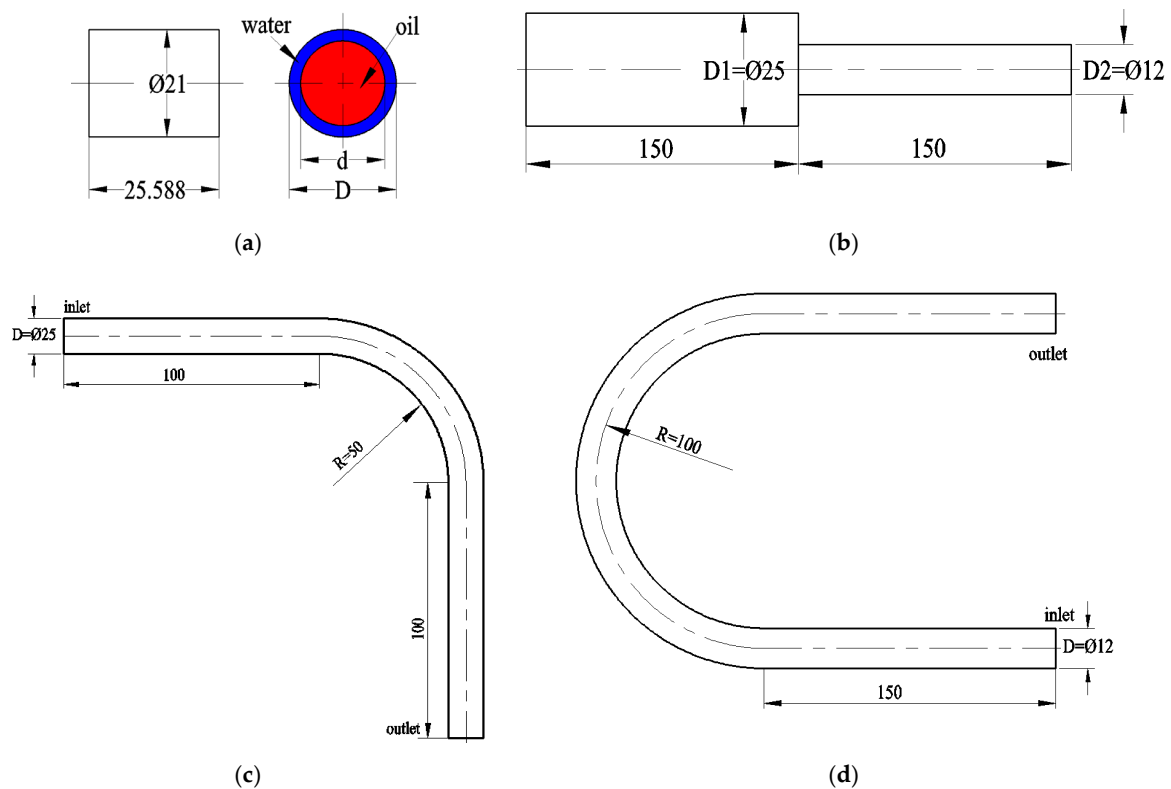 water
oil
Ø21
d
D
25.588
(a)
D1=Ø25
D2=Ø12
150
150
(b)
inlet
D=Ø25
100
R=50
100
outlet
(c)
outlet
R=100
inlet
D=Ø12
150
(d)